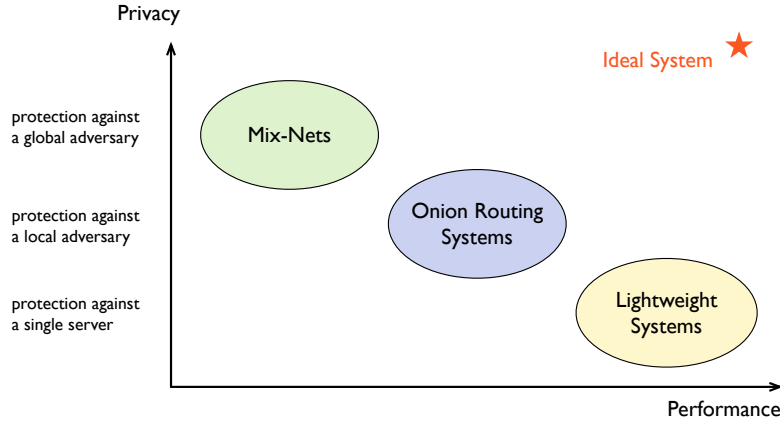 Privacy
Ideal System
protection against
a global adversary
Mix-Nets
protection against
a local adversary
Onion Routing
Systems
protection against
a single server
Lightweight
Systems
Performance